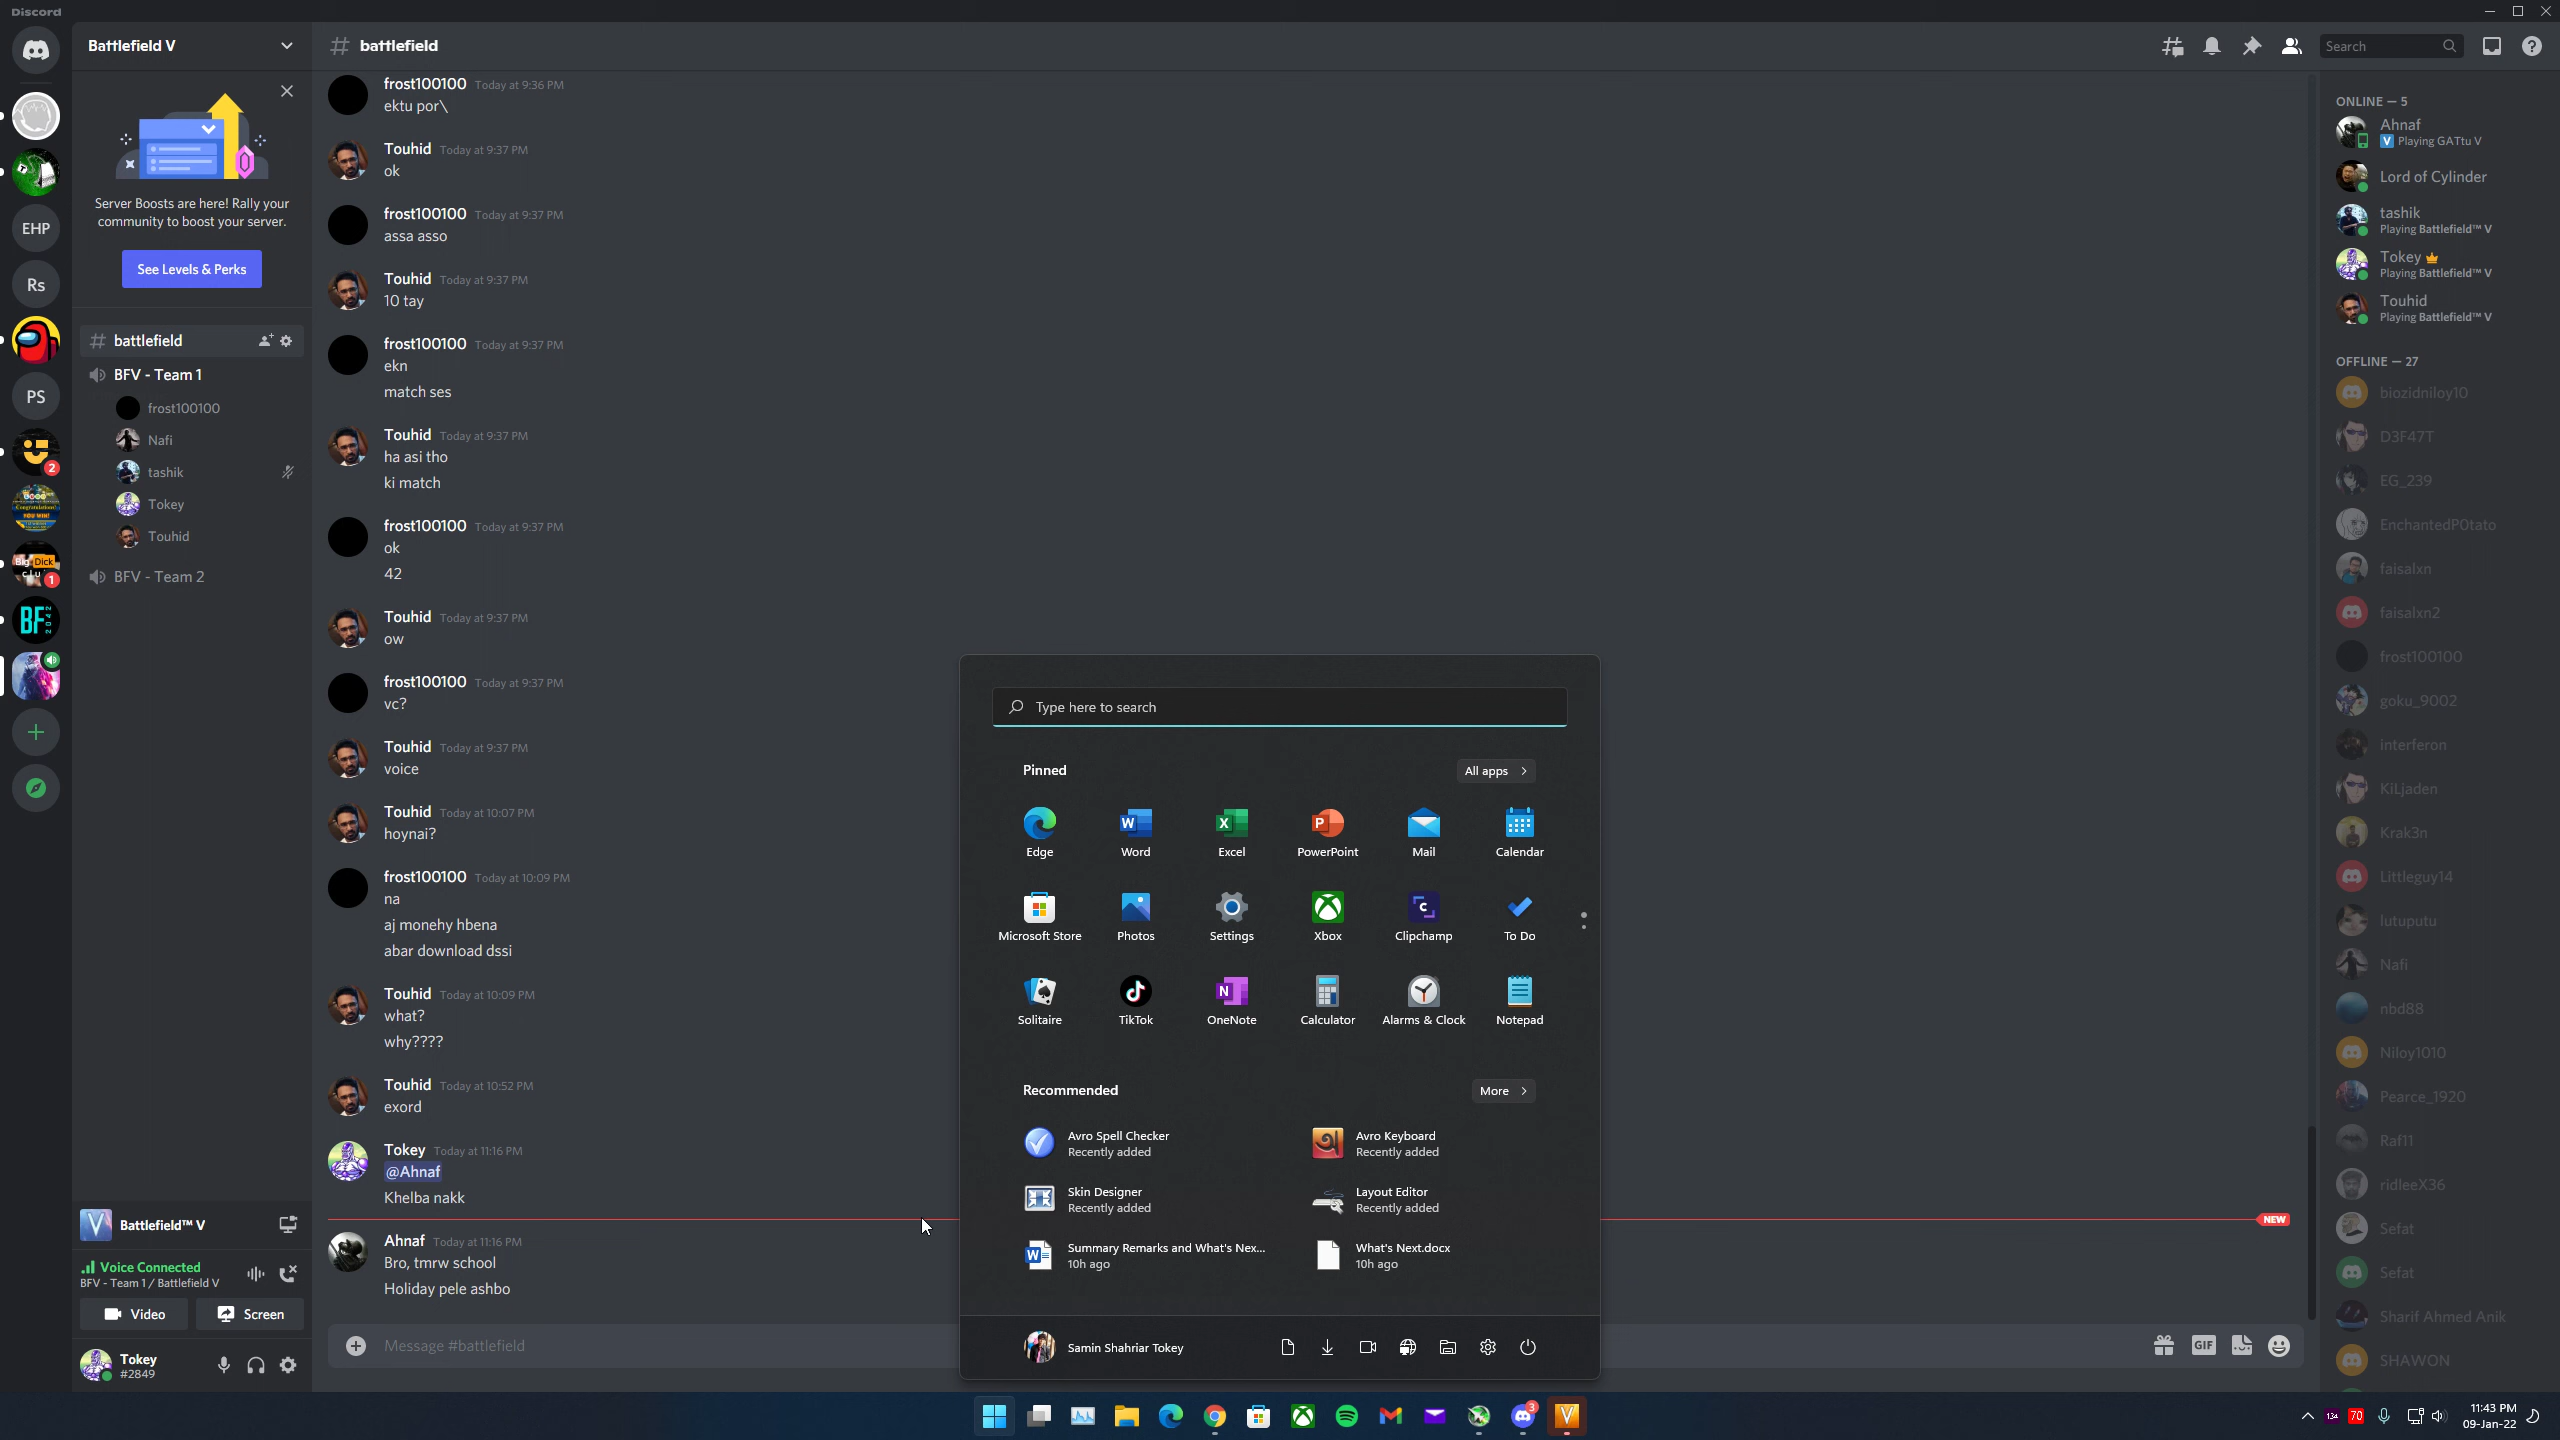 Discord
Battlefield V
Server Boosts are here! Rally your
community to boost your server.
See Levels & Perks
battlefield
BFV - Team 1
frost100100
Nafi
tashik
Tokey
Touhid
BFV - Team 2
EHP
Rs
PS
2
Big Dick
1
BF
2042
Battlefield™ V
Voice Connected
BFV - Team 1 / Battlefield V
Video
Screen
Tokey
#2849
# battlefield
Search
frost100100 Today at 9:36 PM
ektu por\
Touhid Today at 9:37 PM
ok
frost100100 Today at 9:37 PM
assa asso
Touhid Today at 9:37 PM
10 tay
frost100100 Today at 9:37 PM
ekn
match ses
Touhid Today at 9:37 PM
ha asi tho
ki match
frost100100 Today at 9:37 PM
ok
42
Touhid Today at 9:37 PM
ow
frost100100 Today at 9:37 PM
vc?
Touhid Today at 9:37 PM
voice
Touhid Today at 10:07 PM
hoynai?
frost100100 Today at 10:09 PM
na
aj monehy hbena
abar download dssi
Touhid Today at 10:09 PM
what?
why????
Touhid Today at 10:52 PM
exord
Tokey Today at 11:16 PM
@Ahnaf
Khelba nakk
NEW
Ahnaf Today at 11:16 PM
Bro, tmrw school
Holiday pele ashbo
Message #battlefield
GIF
Type here to search
Pinned
All apps
Edge
Word
Excel
PowerPoint
Mail
Calendar
Microsoft Store
Photos
Settings
Xbox
Clipchamp
To Do
Solitaire
TikTok
OneNote
Calculator
Alarms & Clock
Notepad
Recommended
More
Avro Spell Checker
Recently added
Avro Keyboard
Recently added
Skin Designer
Recently added
Layout Editor
Recently added
Summary Remarks and What's Nex...
10h ago
What's Next.docx
10h ago
Samin Shahriar Tokey
ONLINE — 5
Ahnaf
Playing GATtu V
Lord of Cylinder
tashik
Playing Battlefield™ V
Tokey
Playing Battlefield™ V
Touhid
Playing Battlefield™ V
OFFLINE — 27
biozidniloy10
D3F47T
EG_239
EnchantedP0tato
faisalxn
faisalxn2
frost100100
goku_9002
interferon
KiLjaden
Krak3n
Littleguy14
lutuputu
Nafi
nbd88
Niloy1010
Pearce_1920
Raf11
ridleeX36
Sefat
Sefat
Sharif Ahmed Anik
SHAWON
3
134
70
11:43 PM
09-Jan-22